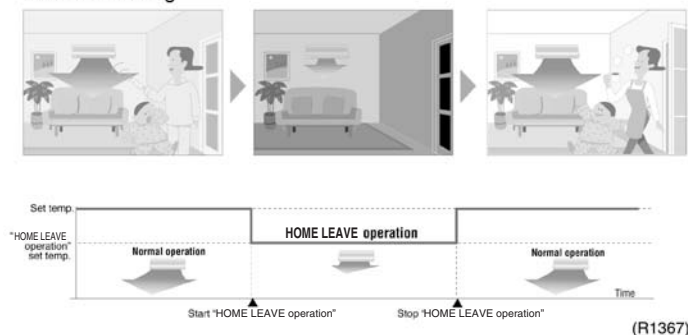 Set temp.
"HOME LEAVE
operation"
set temp.
HOME LEAVE operation
Normal operation
Normal operation
Time
Start "HOME LEAVE operation"
Stop "HOME LEAVE operation"
(R1367)